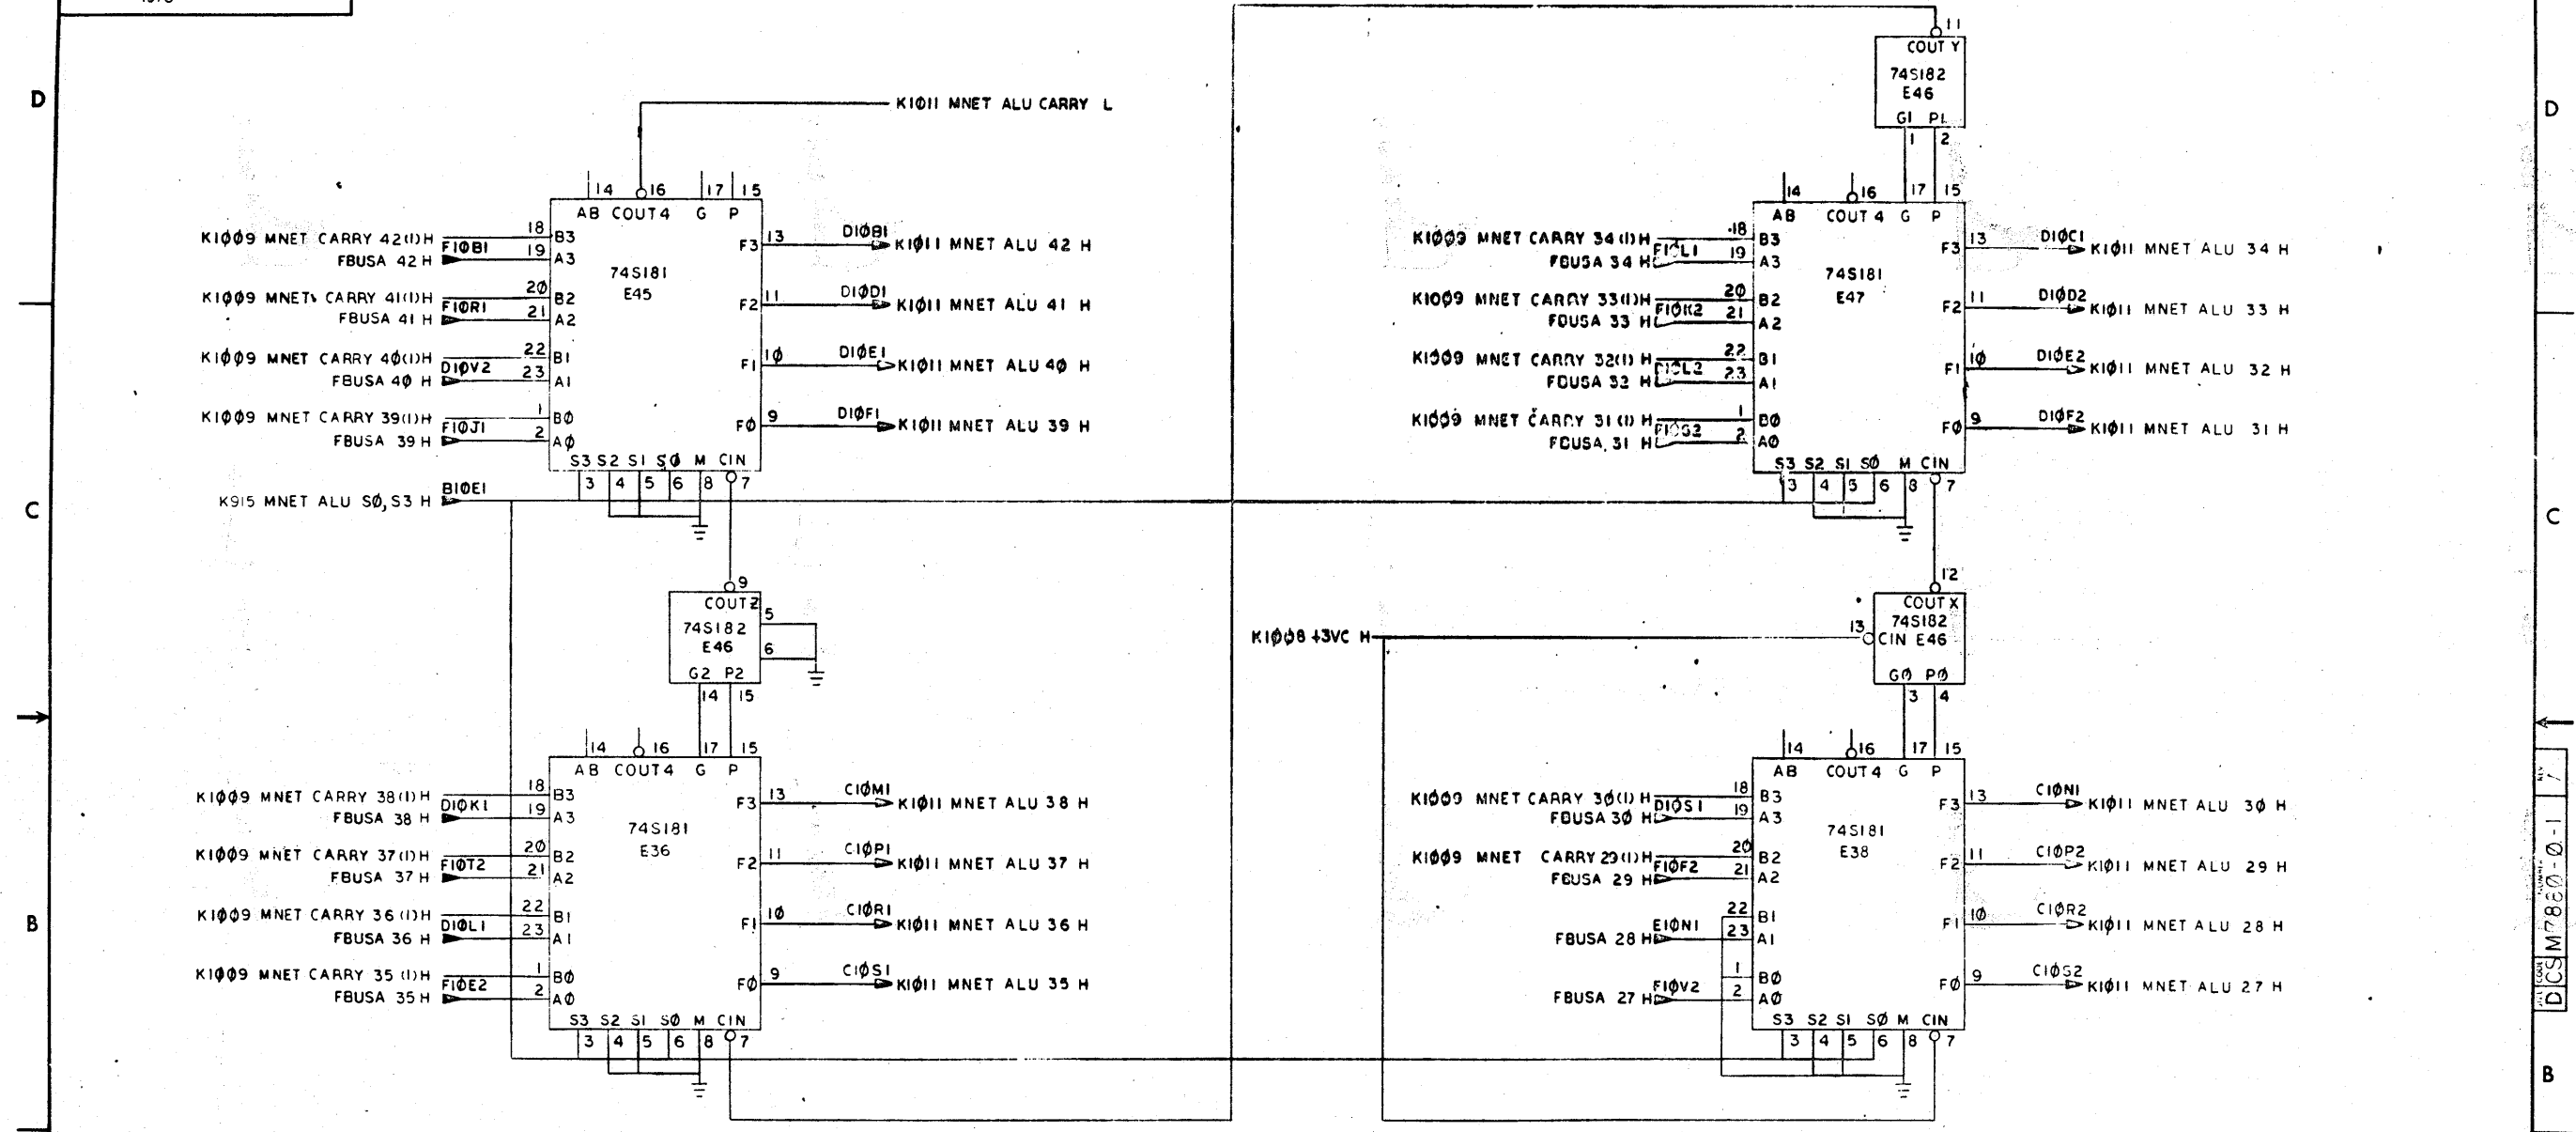 D
D
C
C
B
B
B
K1Ø11 MNET ALU CARRY L
14 16 17 15
AB COUT4 G P
K1ØØ9 MNET CARRY 42(1)H 18 B3
FBUSA 42 H F1ØB1 19 A3
K1ØØ9 MNET CARRY 41(1)H 20 B2
FBUSA 41 H F1ØR1 21 A2
K1ØØ9 MNET CARRY 4Ø(1)H 22 B1
FBUSA 4Ø H D1ØV2 23 A1
K1ØØ9 MNET CARRY 39(1)H 1 BØ
FBUSA 39 H F1ØJ1 2 AØ
74S181
E45
F3 13 D1ØB1 K1Ø11 MNET ALU 42 H
F2 11 D1ØD1 K1Ø11 MNET ALU 41 H
F1 1Ø D1ØE1 K1Ø11 MNET ALU 4Ø H
FØ 9 D1ØF1 K1Ø11 MNET ALU 39 H
S3 S2 S1 SØ M CIN
3 4 5 6 8 7
K915 MNET ALU SØ,S3 H B1ØE1
9
COUT Z 5
74S182
E46 6
G2 P2
14 15
14 16 17 15
AB COUT4 G P
K1ØØ9 MNET CARRY 38(1)H 18 B3
FBUSA 38 H D1ØK1 19 A3
K1ØØ9 MNET CARRY 37(1)H 2Ø B2
FBUSA 37 H F1ØT2 21 A2
K1ØØ9 MNET CARRY 36(1)H 22 B1
FBUSA 36 H D1ØL1 23 A1
K1ØØ9 MNET CARRY 35(1)H 1 BØ
FBUSA 35 H F1ØE2 2 AØ
74S181
E36
F3 13 C1ØM1 K1Ø11 MNET ALU 38 H
F2 11 C1ØP1 K1Ø11 MNET ALU 37 H
F1 1Ø C1ØR1 K1Ø11 MNET ALU 36 H
FØ 9 C1ØS1 K1Ø11 MNET ALU 35 H
S3 S2 S1 SØ M CIN
3 4 5 6 8 7
11
COUT Y
74S182
E46
G1 P1
1 2
14 16 17 15
AB COUT 4 G P
K1ØØ9 MNET CARRY 34(1)H 18 B3
FBUSA 34 H 19 A3
K1ØØ9 MNET CARRY 33(1)H 2Ø B2
FBUSA 33 H F1ØK2 21 A2
K1ØØ9 MNET CARRY 32(1) H 22 B1
FBUSA 32 H 23 A1
K1ØØ9 MNET CARRY 31(1) H 1 BØ
FBUSA 31 H 2 AØ
74S181
E47
F3 13 D1ØC1 K1Ø11 MNET ALU 34 H
F2 11 D1ØD2 K1Ø11 MNET ALU 33 H
F1 1Ø D1ØE2 K1Ø11 MNET ALU 32 H
FØ 9 D1ØF2 K1Ø11 MNET ALU 31 H
S3 S2 S1 SØ M CIN
3 4 5 6 8 7
K1ØØ8 +3VC H
12
COUT X
74S182
13 CIN E46
GØ PØ
3 4
14 16 17 15
AB COUT 4 G P
K1ØØ9 MNET CARRY 3Ø(1)H 18 B3
FBUSA 3Ø H D1ØS1 19 A3
K1ØØ9 MNET CARRY 29(1)H 2Ø B2
FBUSA 29 H F1ØF2 21 A2
22 B1
FBUSA 28 H E1ØN1 23 A1
1 BØ
FBUSA 27 H F1ØV2 2 AØ
74S181
E38
F3 13 C1ØN1 K1Ø11 MNET ALU 3Ø H
F2 11 C1ØP2 K1Ø11 MNET ALU 29 H
F1 1Ø C1ØR2 K1Ø11 MNET ALU 28 H
FØ 9 C1ØS2 K1Ø11 MNET ALU 27 H
S3 S2 S1 SØ M CIN
3 4 5 6 8 7
D CS M7860-0-1